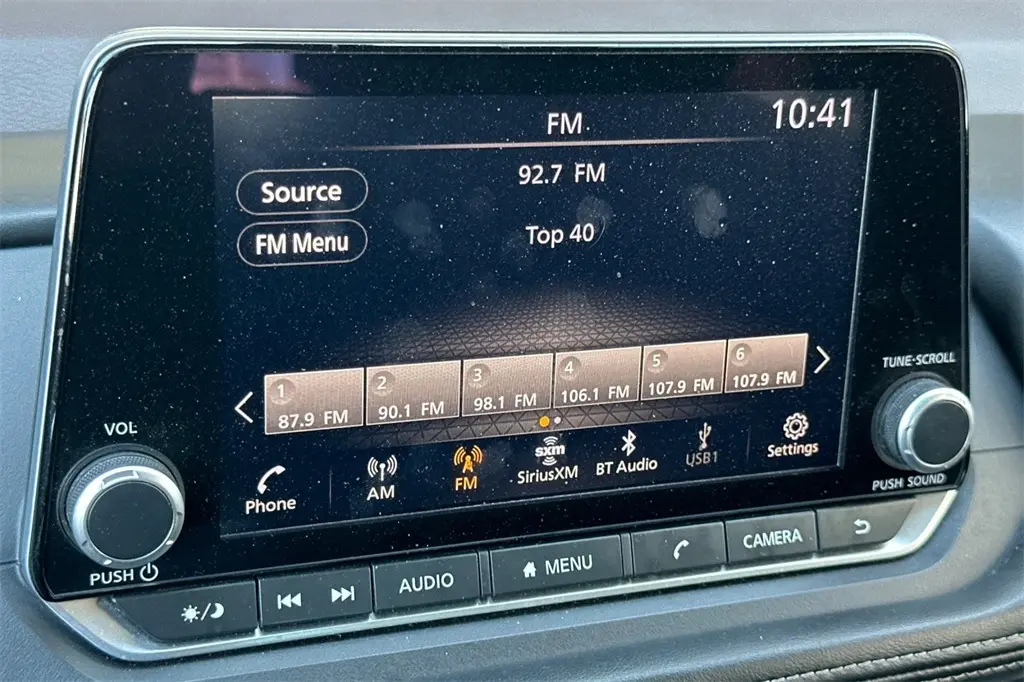 FM
10:41
92.7 FM
Source
Top 40
FM Menu
1
87.9 FM
2
90.1 FM
3
98.1 FM
4
106.1 FM
5
107.9 FM
6
107.9 FM
TUNE·SCROLL
VOL
Phone
AM
FM
sxm
SiriusXM
BT Audio
USB1
Settings
PUSH SOUND
PUSH
AUDIO
MENU
CAMERA